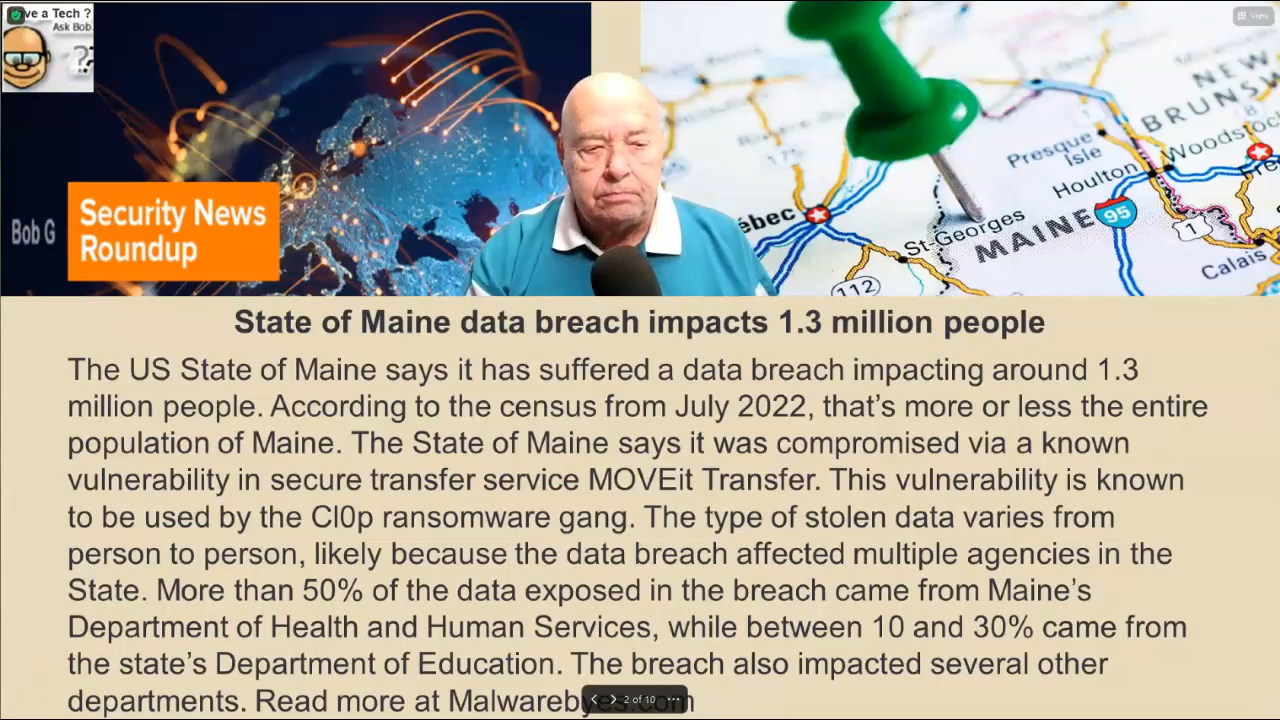 ve a Tech ?
Ask Bob.
??
View
Bob G
Security News
Roundup
NEW
BRUNSW
Presque
Isle
Woodstoc
Houlton
175
ébec
St-Georges
MAINE
95
1
Calais
112
State of Maine data breach impacts 1.3 million people
The US State of Maine says it has suffered a data breach impacting around 1.3
million people. According to the census from July 2022, that's more or less the entire
population of Maine. The State of Maine says it was compromised via a known
vulnerability in secure transfer service MOVEit Transfer. This vulnerability is known
to be used by the Cl0p ransomware gang. The type of stolen data varies from
person to person, likely because the data breach affected multiple agencies in the
State. More than 50% of the data exposed in the breach came from Maine's
Department of Health and Human Services, while between 10 and 30% came from
the state's Department of Education. The breach also impacted several other
departments. Read more at Malwarebytes.com
2 of 10